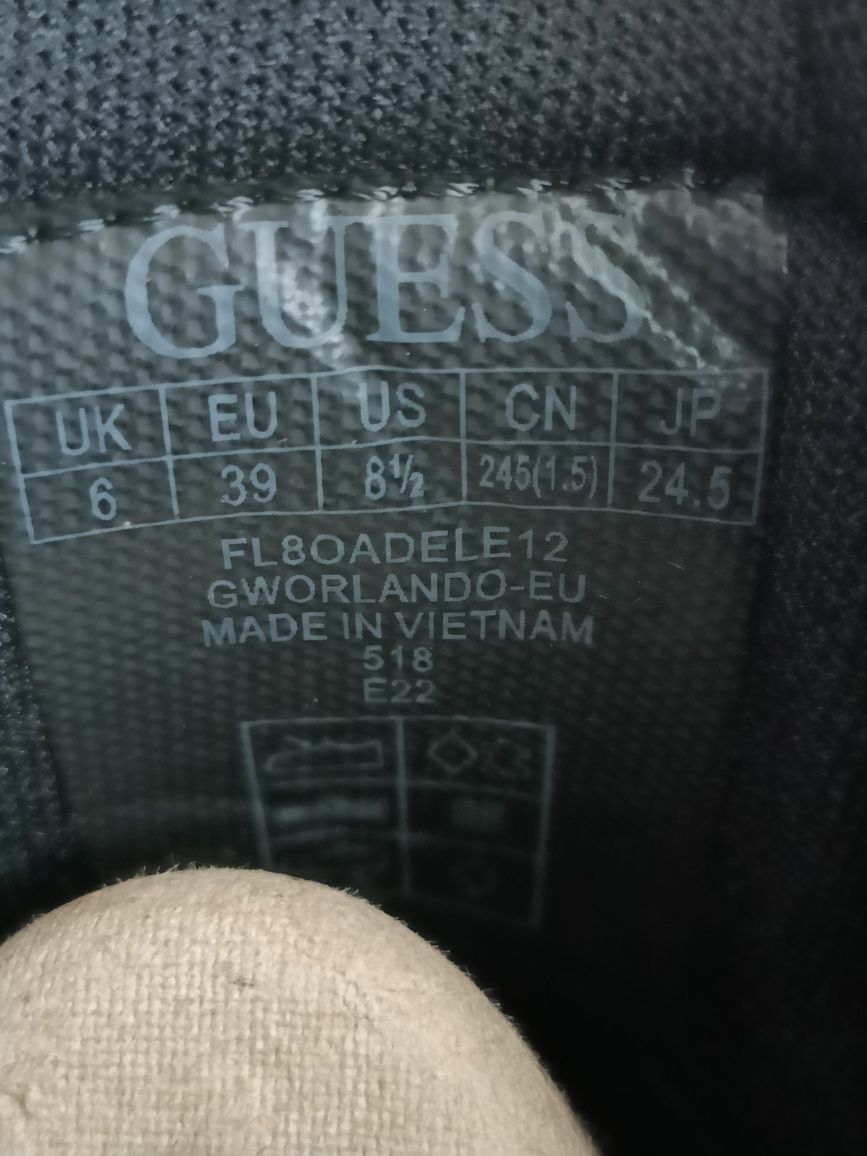 GUESS
UK EU US CN JP
6 39 8½ 245(1.5) 24.5
FL8OADELE12
GWORLANDO-EU
MADE IN VIETNAM
518
E22